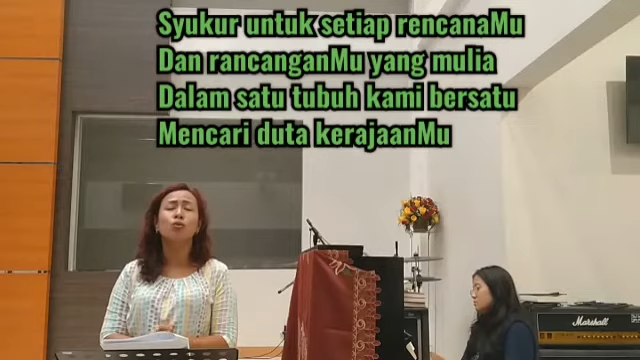 Syukur untuk setiap rencanaMu
Dan rancanganMu yang mulia
Dalam satu tubuh kami bersatu
Mencari duta kerajaanMu
Marshall